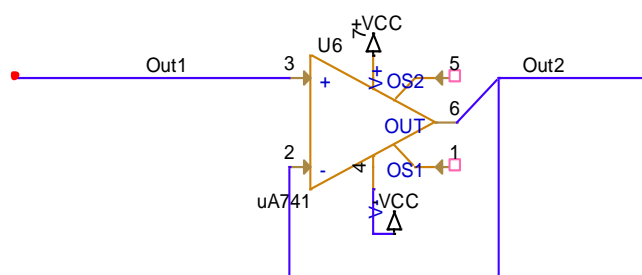 +VCC
7
U6
3
Out1
+
V+
OS2
5
Out2
6
OUT
2
-
4
OS1
1
uA741
V-
-VCC